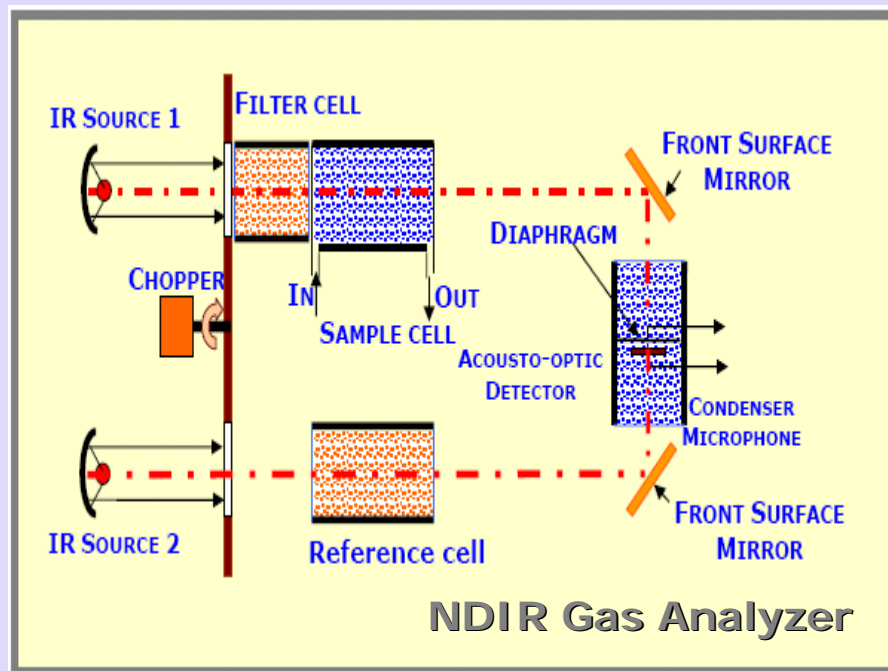 FILTER CELL
IR SOURCE 1
FRONT SURFACE
MIRROR
DIAPHRAGM
CHOPPER
IN
OUT
SAMPLE CELL
ACOUSTO-OPTIC
DETECTOR
CONDENSER
MICROPHONE
IR SOURCE 2
Reference cell
FRONT SURFACE
MIRROR
NDIR Gas Analyzer